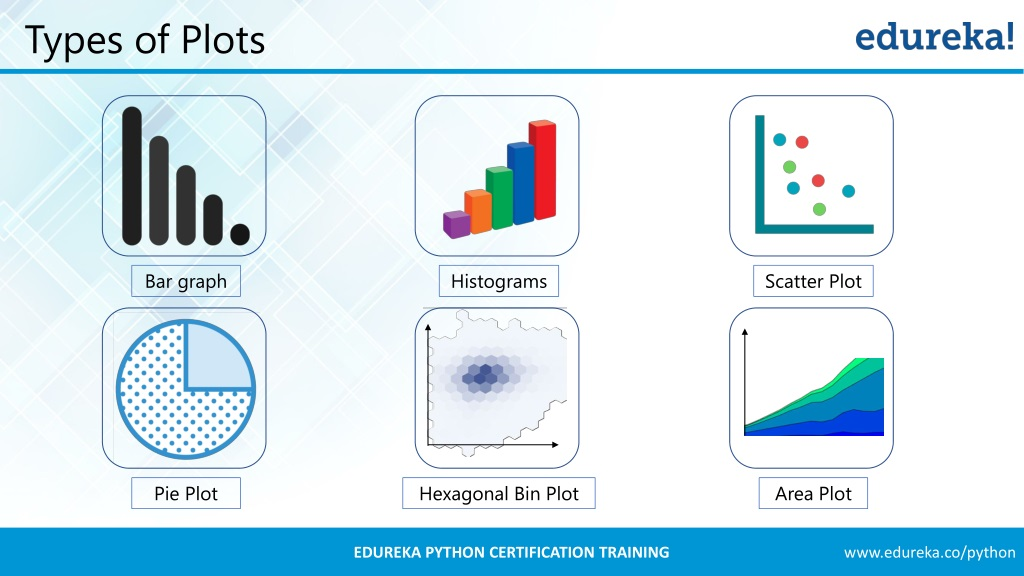 Types of Plots
edureka!
Bar graph
Histograms
Scatter Plot
Pie Plot
Hexagonal Bin Plot
Area Plot
EDUREKA PYTHON CERTIFICATION TRAINING
www.edureka.co/python